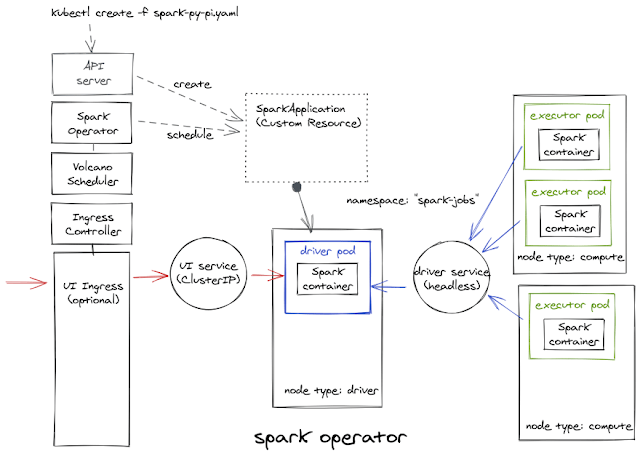 kubectl create -f spark-py-pi.yaml
API
server
create
Spark
Operator
schedule
SparkApplication
(Custom Resource)
Volcano
Scheduler
Ingress
Controller
UI Ingress
(optional)
UI service
(ClusterIP)
namespace: "spark-jobs"
driver pod
Spark
container
node type: driver
driver service
(headless)
executor pod
Spark
container
executor pod
Spark
container
node type: compute
executor pod
Spark
container
node type: compute
spark operator